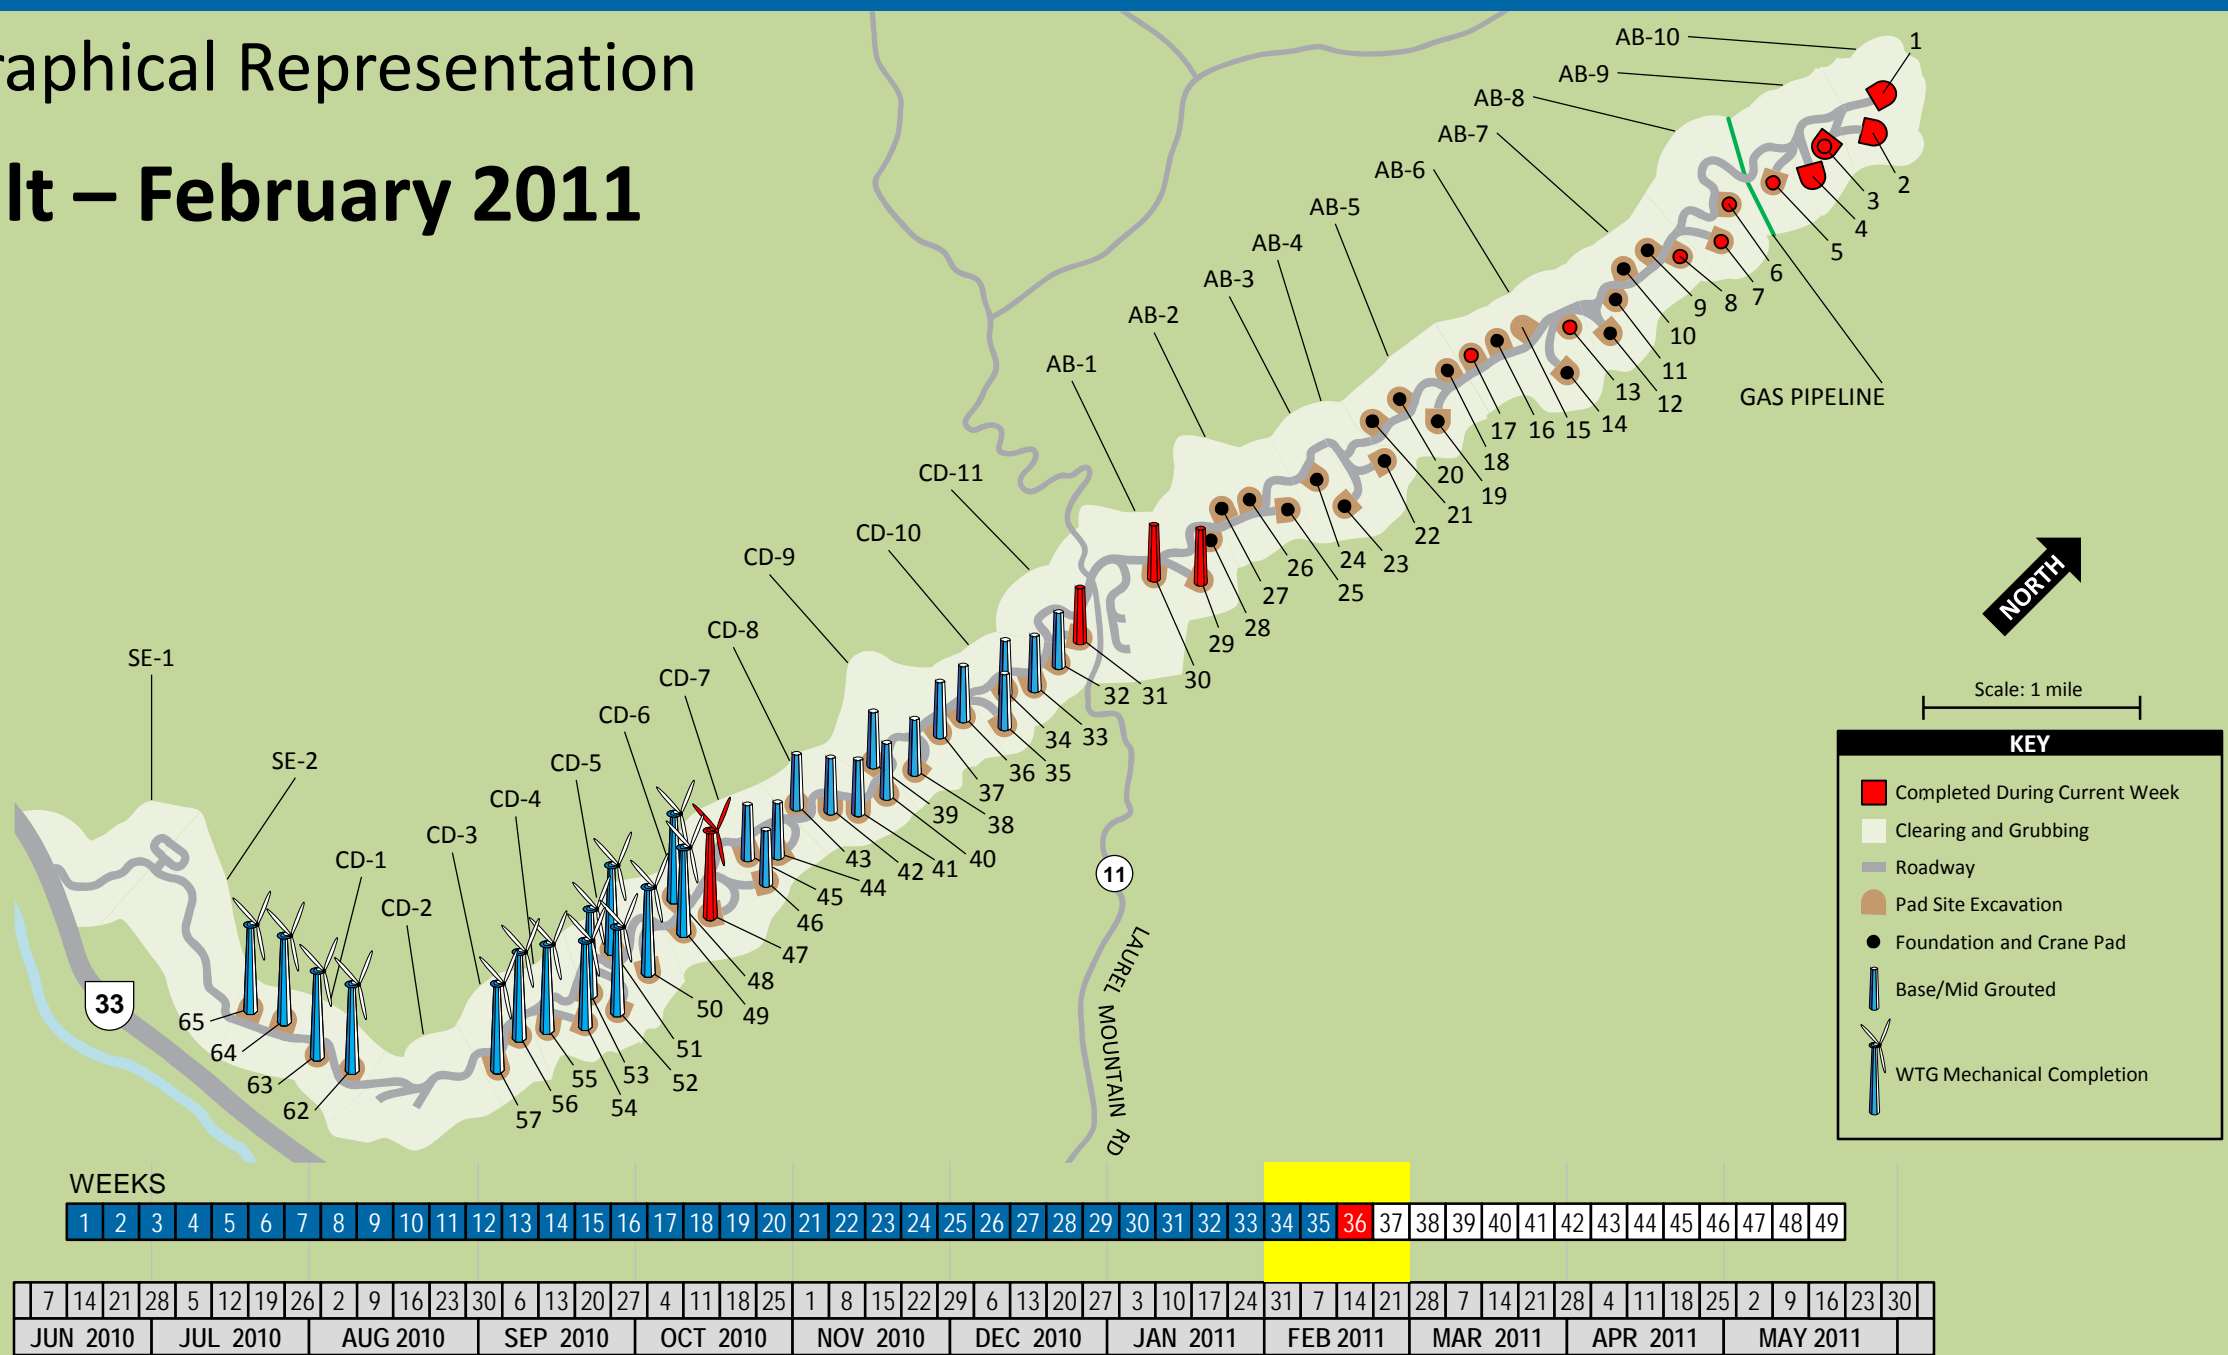 raphical Representation
lt – February 2011
AB-10
AB-9
AB-8
AB-7
AB-6
AB-5
AB-4
AB-3
AB-2
AB-1
CD-11
CD-10
CD-9
CD-8
CD-7
CD-6
CD-5
CD-4
CD-3
CD-2
CD-1
SE-2
SE-1
1
2
3
4
5
6
7
8
9
10
11
12
13
14
15
16
17
18
19
20
21
22
23
24
25
26
27
28
29
30
31
32
33
34
35
36
37
38
39
40
41
42
43
44
45
46
47
48
49
50
51
52
53
54
55
56
57
62
63
64
65
GAS PIPELINE
33
11
LAUREL MOUNTAIN RD
NORTH
Scale: 1 mile
KEY
Completed During Current Week
Clearing and Grubbing
Roadway
Pad Site Excavation
Foundation and Crane Pad
Base/Mid Grouted
WTG Mechanical Completion
WEEKS
1 2 3 4 5 6 7 8 9 10 11 12 13 14 15 16 17 18 19 20 21 22 23 24 25 26 27 28 29 30 31 32 33 34 35 36 37 38 39 40 41 42 43 44 45 46 47 48 49
7 14 21 28 5 12 19 26 2 9 16 23 30 6 13 20 27 4 11 18 25 1 8 15 22 29 6 13 20 27 3 10 17 24 31 7 14 21 28 7 14 21 28 4 11 18 25 2 9 16 23 30
JUN 2010 JUL 2010 AUG 2010 SEP 2010 OCT 2010 NOV 2010 DEC 2010 JAN 2011 FEB 2011 MAR 2011 APR 2011 MAY 2011